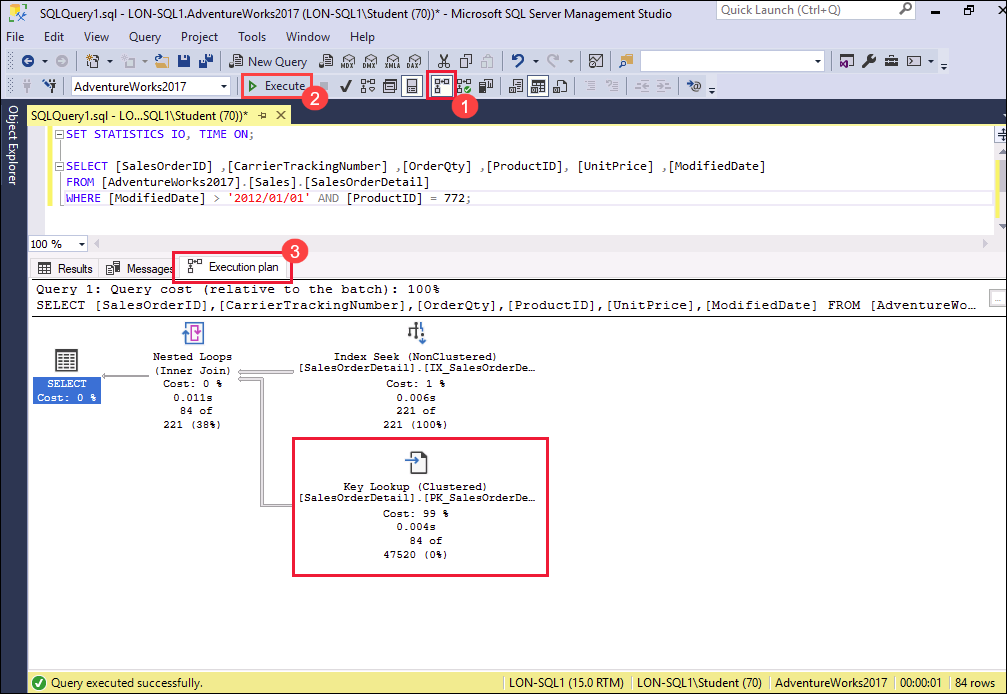 SQLQuery1.sql - LON-SQL1.AdventureWorks2017 (LON-SQL1\Student (70))* - Microsoft SQL Server Management Studio
Quick Launch (Ctrl+Q)
File Edit View Query Project Tools Window Help
New Query MDX DMX XMLA DAX
AdventureWorks2017 Execute
2
1
Object Explorer
SQLQuery1.sql - LO...SQL1\Student (70))*
SET STATISTICS IO, TIME ON;
SELECT [SalesOrderID] ,[CarrierTrackingNumber] ,[OrderQty] ,[ProductID], [UnitPrice] ,[ModifiedDate]
FROM [AdventureWorks2017].[Sales].[SalesOrderDetail]
WHERE [ModifiedDate] > '2012/01/01' AND [ProductID] = 772;
100 %
3
Results Messages Execution plan
Query 1: Query cost (relative to the batch): 100%
SELECT [SalesOrderID],[CarrierTrackingNumber],[OrderQty],[ProductID],[UnitPrice],[ModifiedDate] FROM [AdventureWo...
SELECT
Cost: 0 %
Nested Loops
(Inner Join)
Cost: 0 %
0.011s
84 of
221 (38%)
Index Seek (NonClustered)
[SalesOrderDetail].[IX_SalesOrderDe...
Cost: 1 %
0.006s
221 of
221 (100%)
Key Lookup (Clustered)
[SalesOrderDetail].[PK_SalesOrderDe...
Cost: 99 %
0.004s
84 of
47520 (0%)
Query executed successfully.
LON-SQL1 (15.0 RTM) LON-SQL1\Student (70) AdventureWorks2017 00:00:01 84 rows